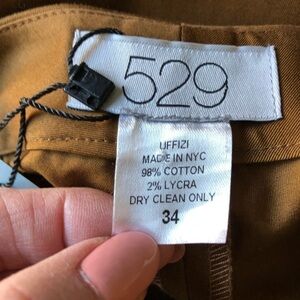 529
UFFIZI
MADE IN NYC
98% COTTON
2% LYCRA
DRY CLEAN ONLY
34